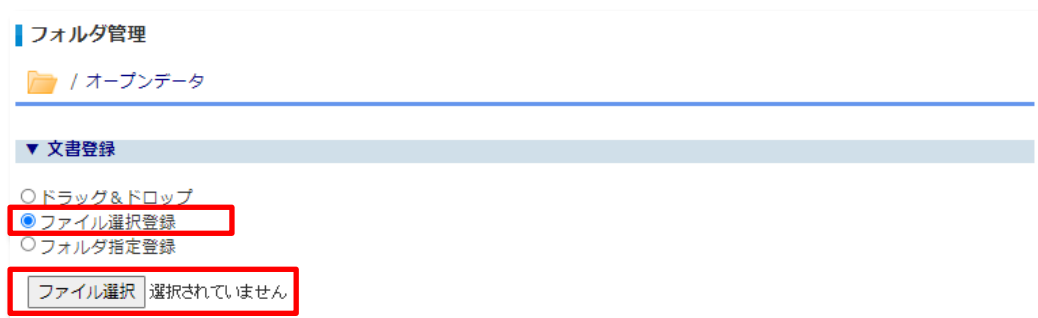 フォルダ管理
/ オープンデータ
▼ 文書登録
ドラッグ＆ドロップ
ファイル選択登録
フォルダ指定登録
ファイル選択 選択されていません